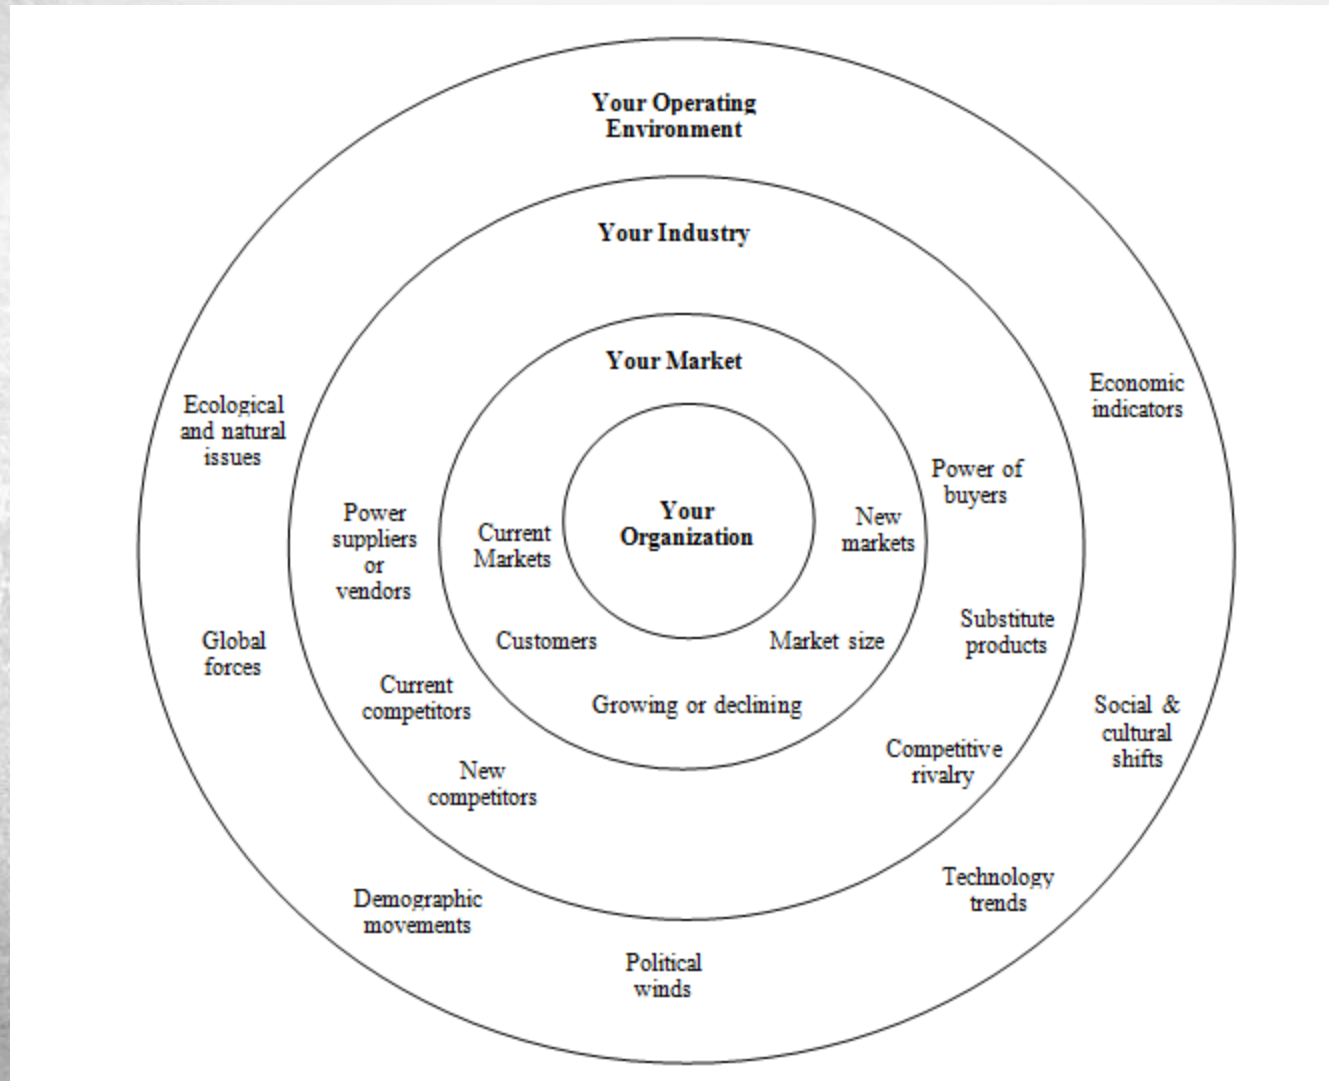 Your Operating
Environment
Your Industry
Your Market
Your
Organization
Current
Markets
New
markets
Customers
Market size
Growing or declining
Power
suppliers
or
vendors
Power of
buyers
Substitute
products
Current
competitors
Competitive
rivalry
New
competitors
Ecological
and natural
issues
Economic
indicators
Global
forces
Social &
cultural
shifts
Demographic
movements
Technology
trends
Political
winds